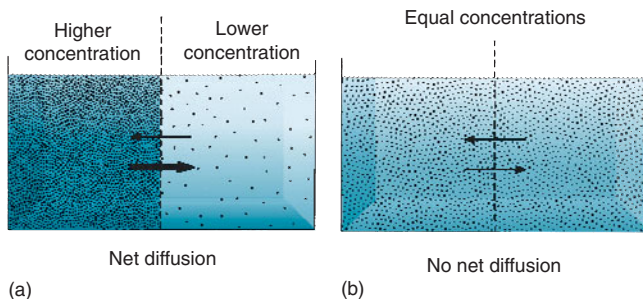 Higher
concentration
Lower
concentration
Net diffusion
(a)
Equal concentrations
No net diffusion
(b)